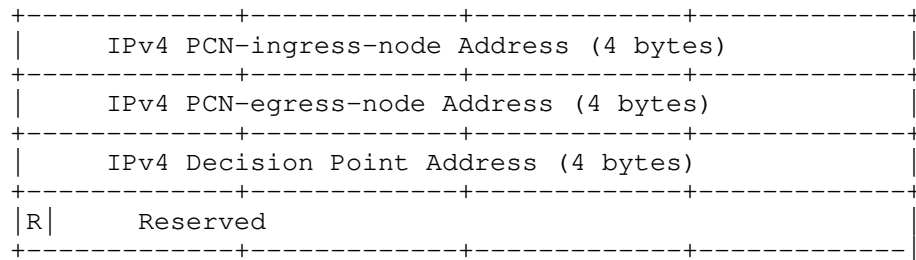 +-------------+-------------+-------------+-------------+
|     IPv4 PCN-ingress-node Address (4 bytes)           |
+-------------+-------------+-------------+-------------+
|     IPv4 PCN-egress-node Address (4 bytes)            |
+-------------+-------------+-------------+-------------+
|     IPv4 Decision Point Address (4 bytes)             |
+-------------+-------------+-------------+-------------+
|R|     Reserved                                        |
+-------------+-------------+-------------+-------------|